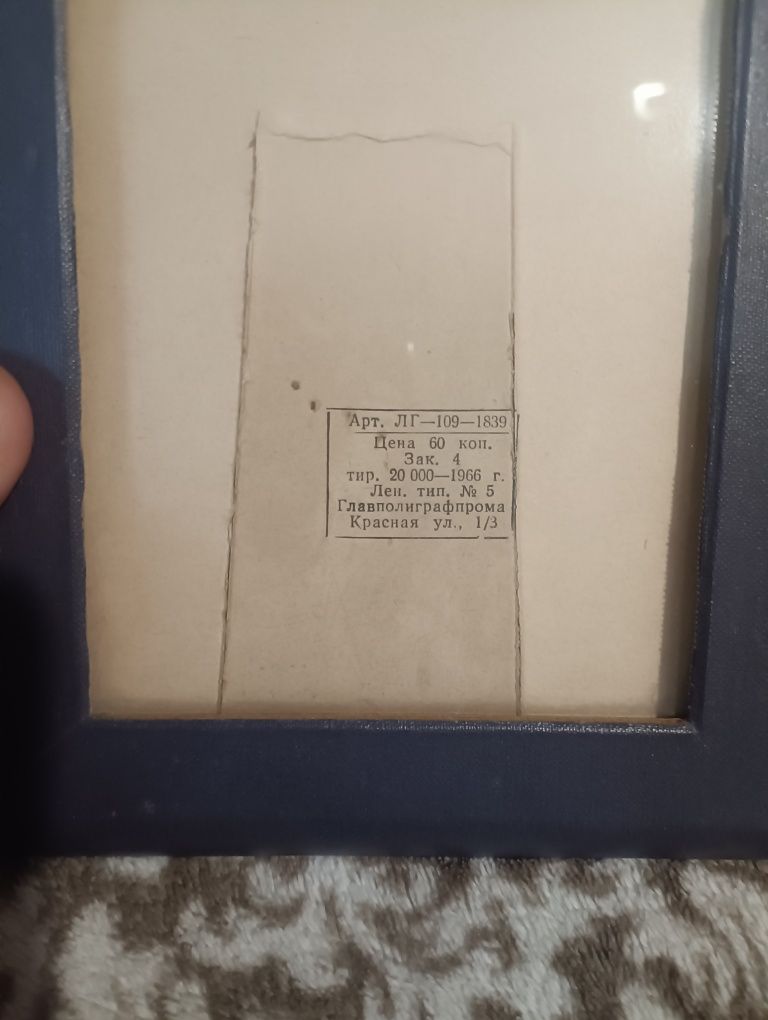 Арт. ЛГ—109—1839
Цена 60 коп.
Зак. 4
тир. 20 000—1966 г.
Лен. тип. № 5
Главполиграфпрома
Красная ул., 1/3